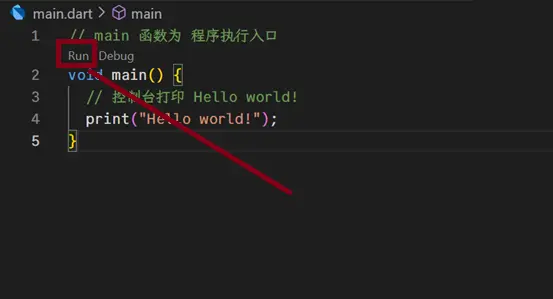 main.dart > main
1 // main 函数为 程序执行入口
Run | Debug
2 void main() {
3 // 控制台打印 Hello world!
4 print("Hello world!");
5 }